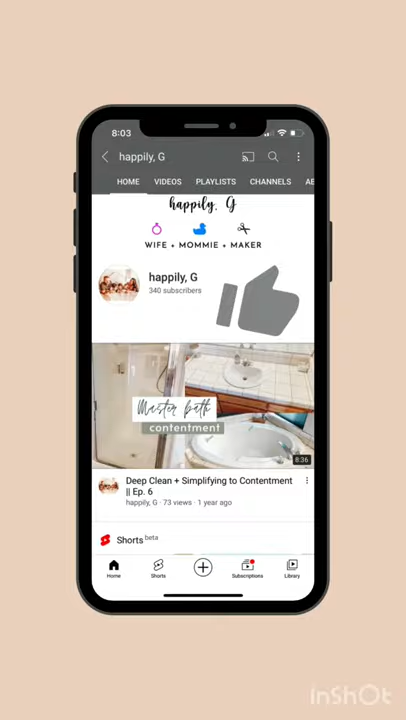 8:03
happily, G
HOME VIDEOS PLAYLISTS CHANNELS AB
happily, G
WIFE + MOMMIE + MAKER
happily, G
340 subscribers
Master bath
contentment
8:36
Deep Clean + Simplifying to Contentment
|| Ep. 6
happily, G · 73 views · 1 year ago
Shorts beta
Home Shorts Subscriptions Library
InShOt